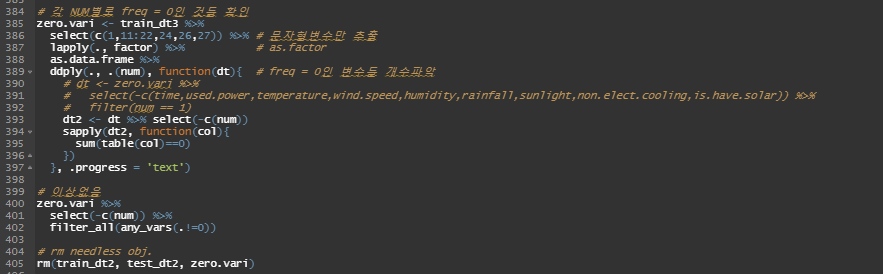 384 # 각 NUM별로 freq = 0인 것들 확인
385 zero.vari <- train_dt3 %>%
386   select(c(1,11:22,24,26,27)) %>% # 문자형변수만 추출
387   lapply(., factor) %>%           # as.factor
388   as.data.frame %>%
389   ddply(., .(num), function(dt){  # freq = 0인 변수들 개수파악
390     # dt <- zero.vari %>%
391     #   select(-c(time,used.power,temperature,wind.speed,humidity,rainfall,sunlight,non.elect.cooling,is.have.solar)) %>%
392     #   filter(num == 1)
393     dt2 <- dt %>% select(-c(num))
394     sapply(dt2, function(col){
395       sum(table(col)==0)
396     })
397   }, .progress = 'text')
398
399 # 이상없음
400 zero.vari %>%
401   select(-c(num)) %>%
402   filter_all(any_vars(.!=0))
403
404 # rm needless obj.
405 rm(train_dt2, test_dt2, zero.vari)